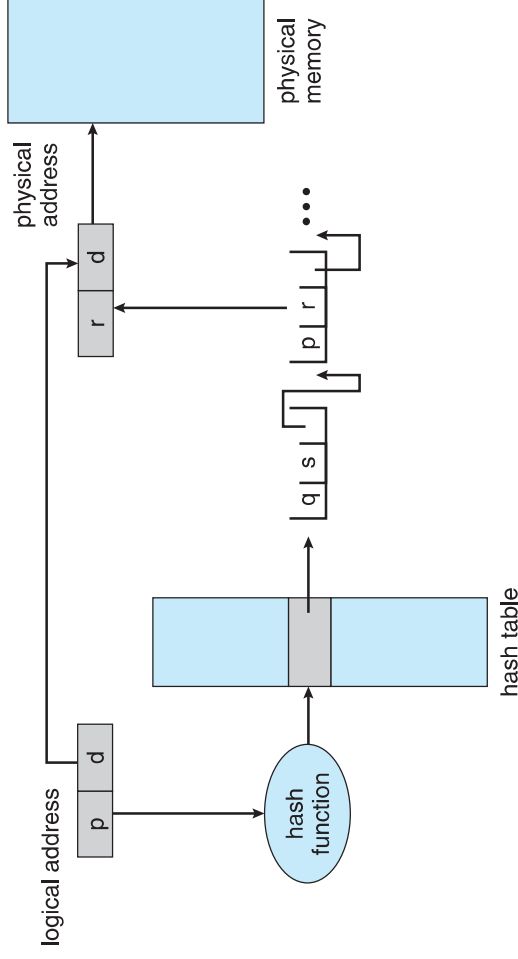 logical address
p d
physical
address
r d
physical
memory
hash
function
hash table
q s
p r
•••